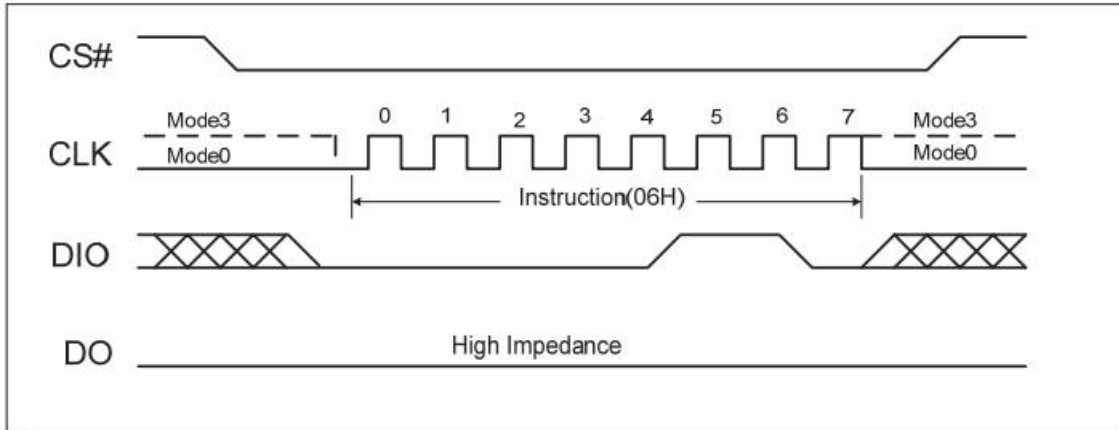 CS#
Mode3 0 1 2 3 4 5 6 7 Mode3
CLK Mode0 Mode0
Instruction(06H)
DIO
DO High Impedance